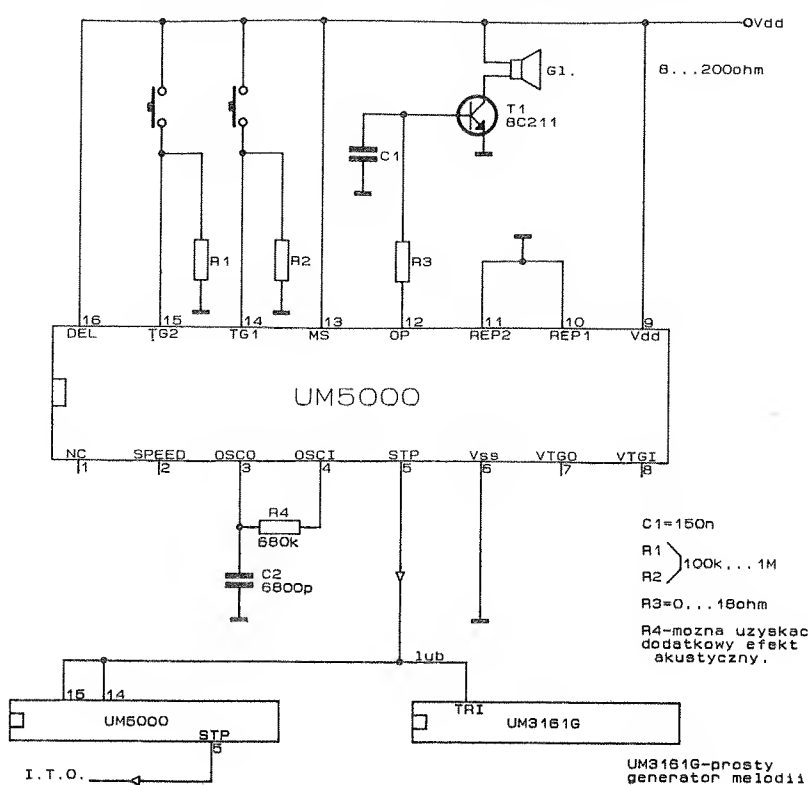 Vdd
Gl.
8...200ohm
T1
BC211
C1
R1
R2
R3
16 15 14 13 12 11 10 9
DEL TG2 TG1 MS OP REP2 REP1 Vdd
UM5000
NC SPEED OSCO OSCI STP Vss VTGO VTGI
1 2 3 4 5 6 7 8
R4
680k
C2
6800p
C1=150n
R1
R2
100k...1M
R3=0...18ohm
R4-mozna uzyskac
dodatkowy efekt
akustyczny.
lub
15 14
UM5000
STP
5
I.T.O.
TRI
UM3161G
UM3161G-prosty
generator melodii